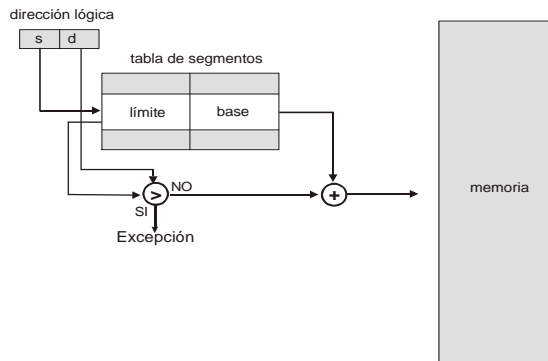 dirección lógica
s d
tabla de segmentos
límite base
memoria
> NO
+
SI
Excepción